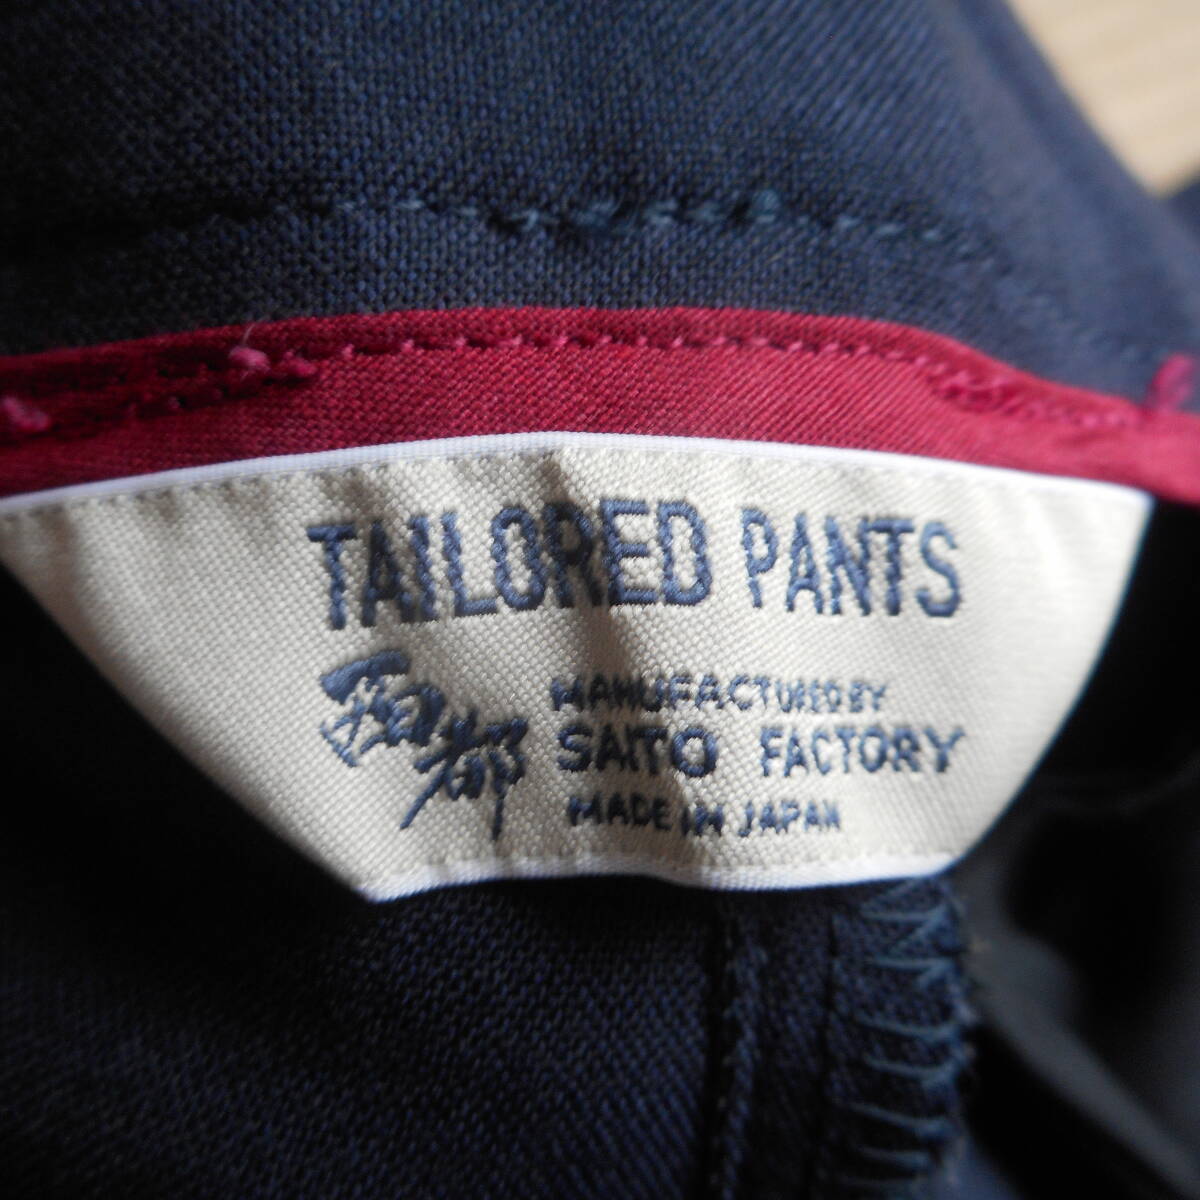 TAILORED PANTS
MANUFACTURED BY
SAITO FACTORY
MADE IN JAPAN